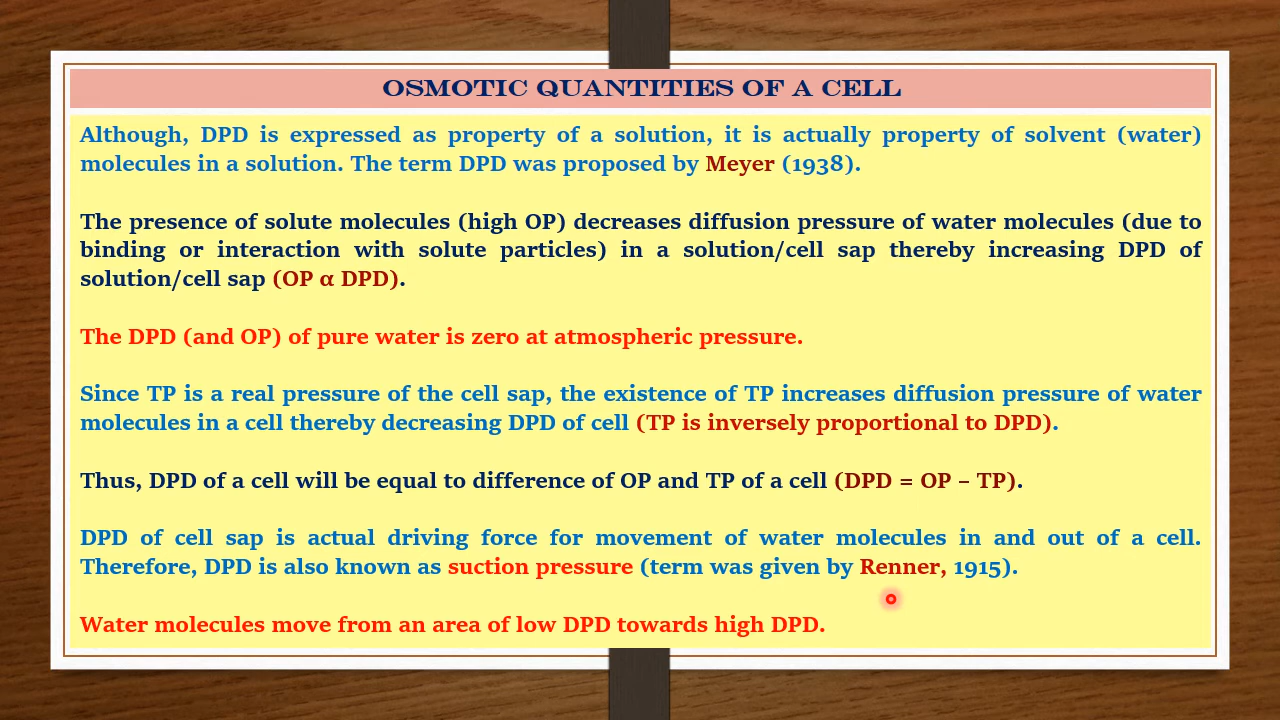 OSMOTIC QUANTITIES OF A CELL
Although, DPD is expressed as property of a solution, it is actually property of solvent (water)
molecules in a solution. The term DPD was proposed by Meyer (1938).
The presence of solute molecules (high OP) decreases diffusion pressure of water molecules (due to
binding or interaction with solute particles) in a solution/cell sap thereby increasing DPD of
solution/cell sap (OP α DPD).
The DPD (and OP) of pure water is zero at atmospheric pressure.
Since TP is a real pressure of the cell sap, the existence of TP increases diffusion pressure of water
molecules in a cell thereby decreasing DPD of cell (TP is inversely proportional to DPD).
Thus, DPD of a cell will be equal to difference of OP and TP of a cell (DPD = OP – TP).
DPD of cell sap is actual driving force for movement of water molecules in and out of a cell.
Therefore, DPD is also known as suction pressure (term was given by Renner, 1915).
Water molecules move from an area of low DPD towards high DPD.